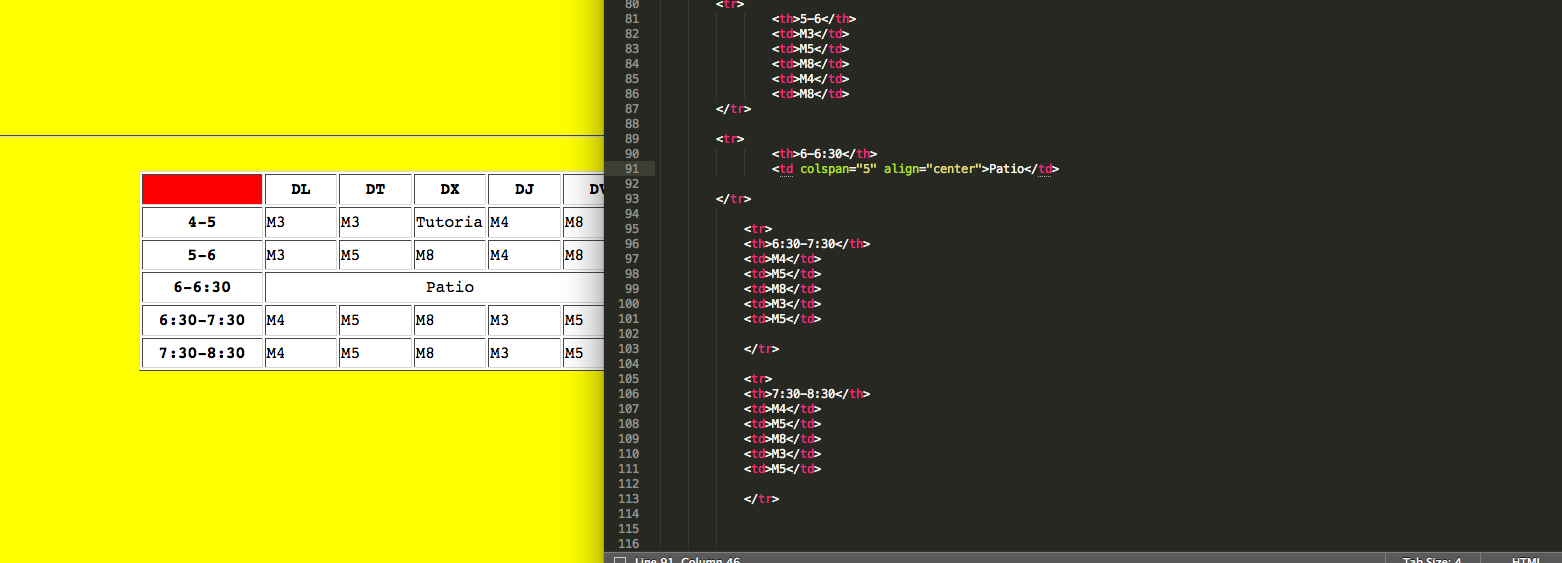 DL DT DX DJ
4-5 M3 M3 Tutoria M4 M8
5-6 M3 M5 M8 M4 M8
6-6:30 Patio
6:30-7:30 M4 M5 M8 M3 M5
7:30-8:30 M4 M5 M8 M3 M5
80 <tr>
81 <th>5-6</th>
82 <td>M3</td>
83 <td>M5</td>
84 <td>M8</td>
85 <td>M4</td>
86 <td>M8</td>
87 </tr>
88
89 <tr>
90 <th>6-6:30</th>
91 <td colspan="5" align="center">Patio</td>
92
93 </tr>
94
95 <tr>
96 <th>6:30-7:30</th>
97 <td>M4</td>
98 <td>M5</td>
99 <td>M8</td>
100 <td>M3</td>
101 <td>M5</td>
102
103 </tr>
104
105 <tr>
106 <th>7:30-8:30</th>
107 <td>M4</td>
108 <td>M5</td>
109 <td>M8</td>
110 <td>M3</td>
111 <td>M5</td>
112
113 </tr>
114
115
116
Line 91, Column 46 Tab Size: 4 HTML